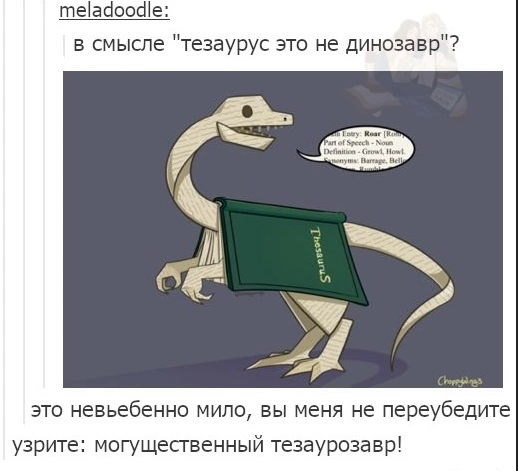 meladoodle:
в смысле "тезаурус это не динозавр"?
Entry: Roar
Part of Speech - Noun
Definition - Growl, Howl.
Synonyms: Barrage,
Thesaurus
ChoppyWings
это невьебенно мило, вы меня не переубедите
узрите: могущественный тезаурозавр!